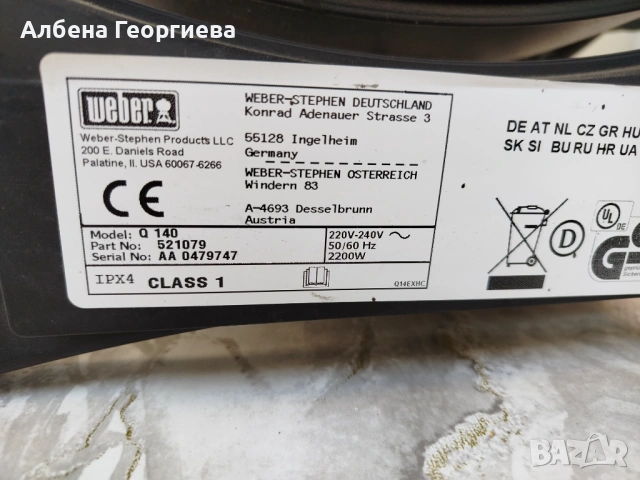 Албена Георгиева
weber
Weber-Stephen Products LLC
200 E. Daniels Road
Palatine, Il. USA 60067-6266
CE
WEBER-STEPHEN DEUTSCHLAND
Konrad Adenauer Strasse 3
55128 Ingelheim
Germany
WEBER-STEPHEN OSTERREICH
Windern 83
A-4693 Desselbrunn
Austria
Model: Q 140
Part No: 521079
Serial No: AA 0479747
220V-240V
50/60 Hz
2200W
IPX4 CLASS 1
Q14EXHC
DE AT NL CZ GR HU
SK SI BU RU HR UA
UL
DE
D
GS
BAZAR